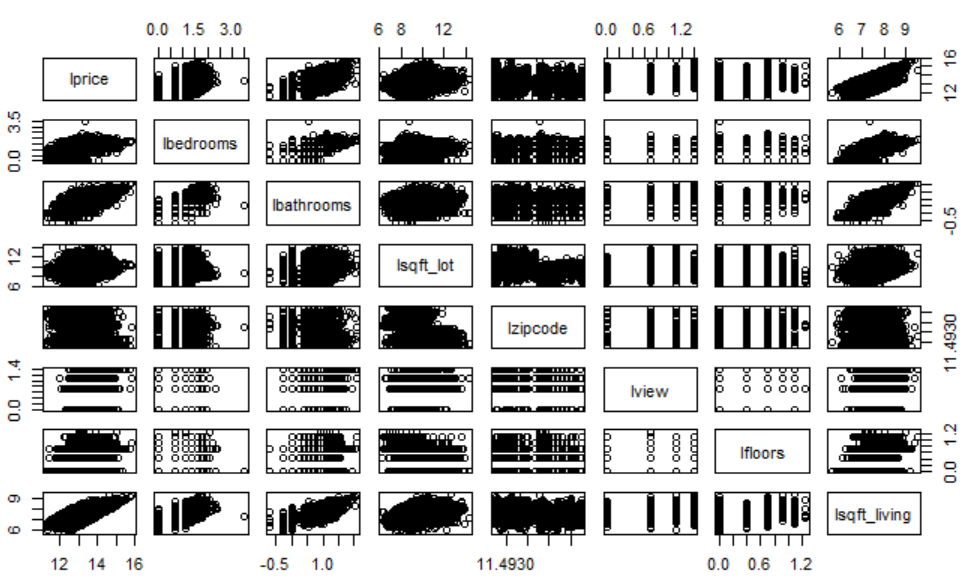 0.0 1.5 3.0 6 8 12 0.0 0.6 1.2 6 7 8 9
lprice 12 16
3.5 0.0 lbedrooms
lbathrooms -0.5
12 6 lsqft_lot
lzipcode 11.4930
1.4 0.0 lview
lfloors 0.0 1.2
9 6 lsqft_living
12 14 16 -0.5 1.0 11.4930 0.0 0.6 1.2